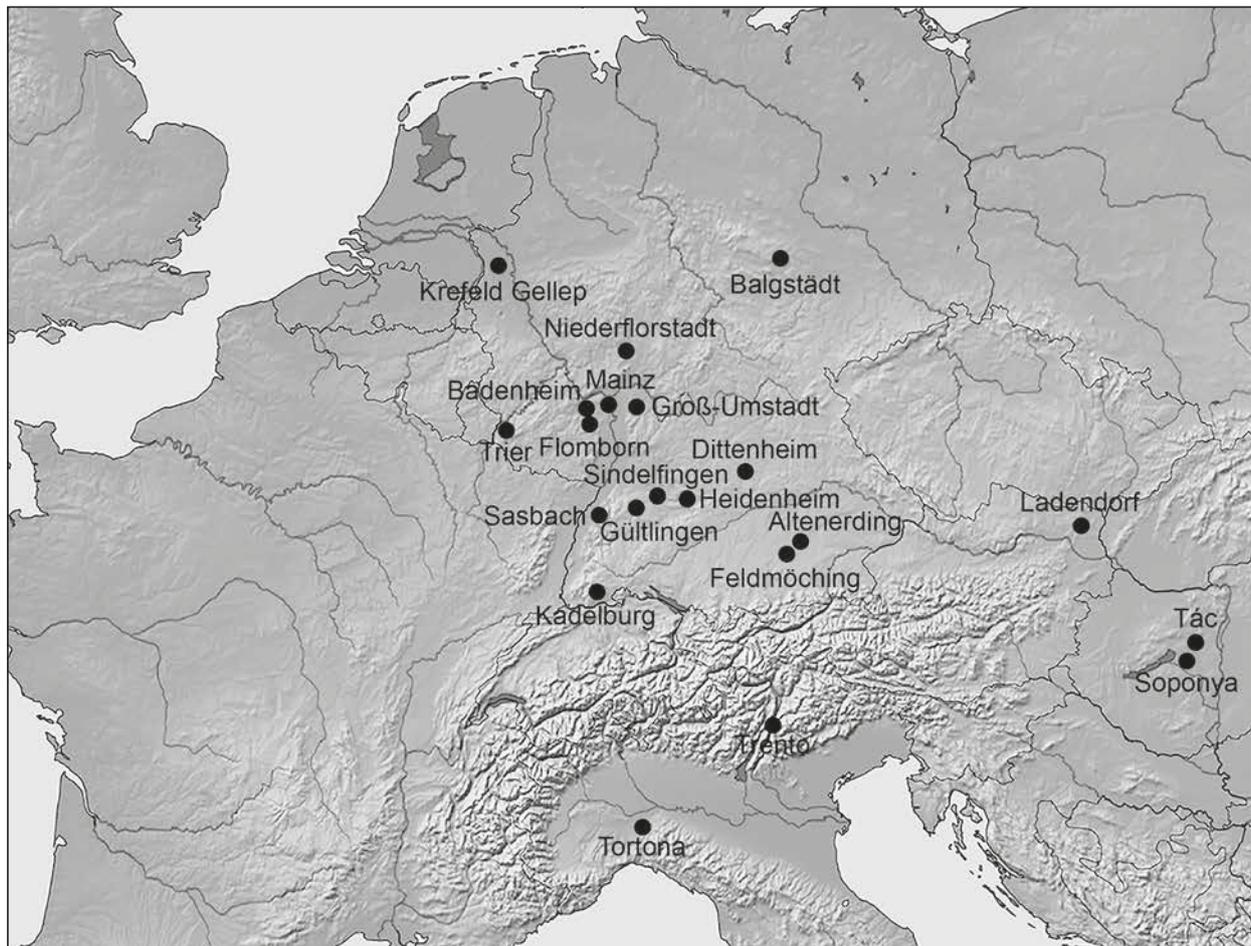 Krefeld Gellep
Balgstädt
Niederflorstadt
Mainz
Badenheim
Groß-Umstadt
Trier
Flomborn
Dittenheim
Sindelfingen
Heidenheim
Sasbach
Gültlingen
Altenerding
Ladendorf
Feldmöching
Kadelburg
Tác
Soponya
Trento
Tortona